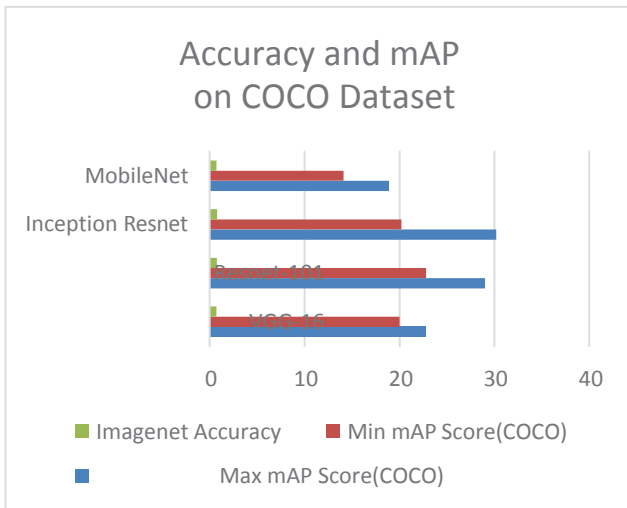 Accuracy and mAP
on COCO Dataset
MobileNet
Inception Resnet
Resnet-101
VGG-16
0 10 20 30 40
Imagenet Accuracy Min mAP Score(COCO)
Max mAP Score(COCO)